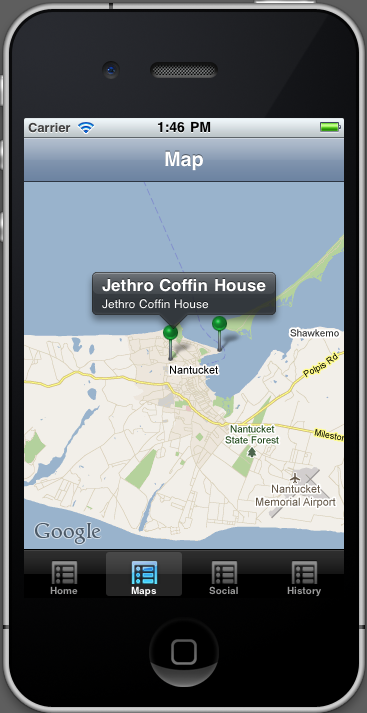 Carrier 1:46 PM
Map
Jethro Coffin House
Jethro Coffin House
Shawkemo
Polpis Rd
Nantucket
Nantucket
State Forest
Mileston
Nantucket
Memorial Airport
Google
Home Maps Social History